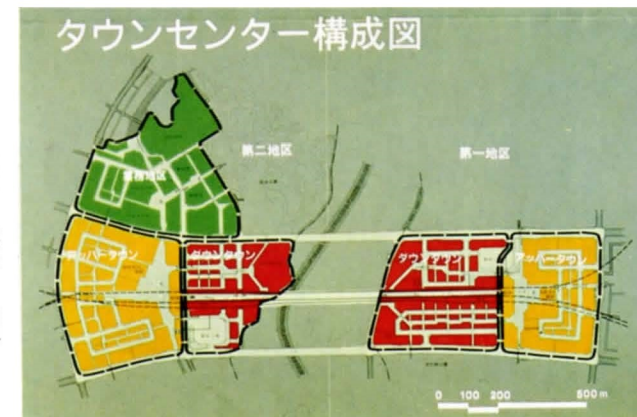 タウンセンター構成図
第二地区
第一地区
業務地区
アッパータウン
タウンタウン
タウンタウン
アッパータウン
0 100 200 500m